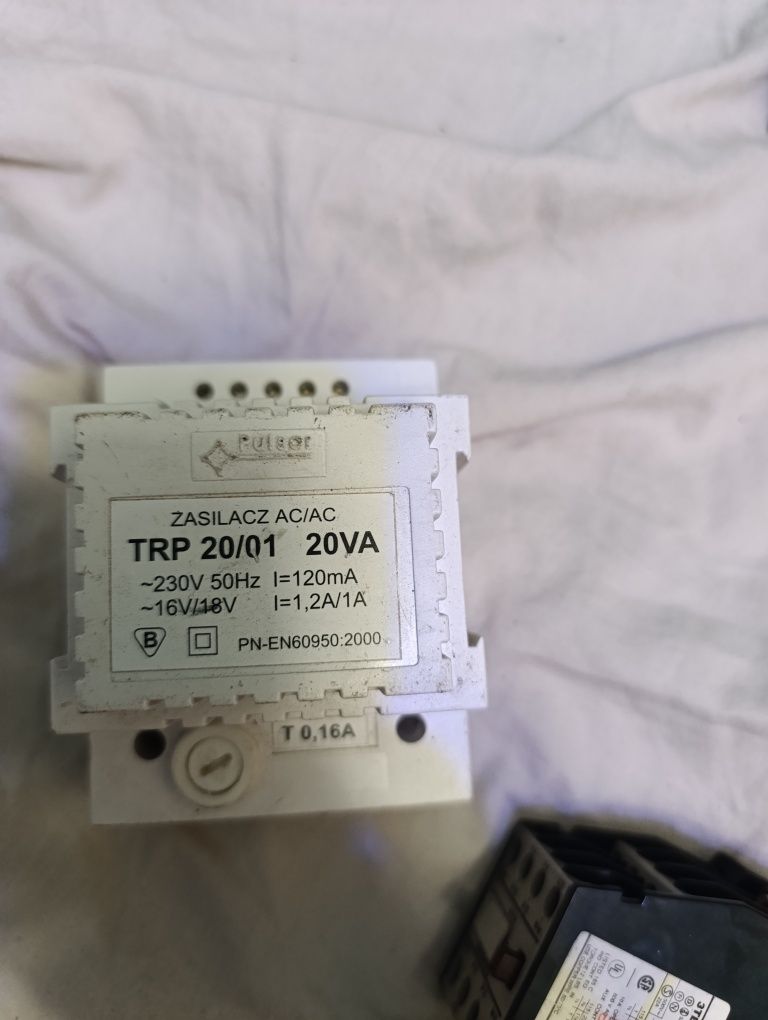 Pulsar
ZASILACZ AC/AC
TRP 20/01 20VA
~230V 50Hz I=120mA
~16V/18V I=1,2A/1A
B PN-EN60950:2000
T 0,16A
UL